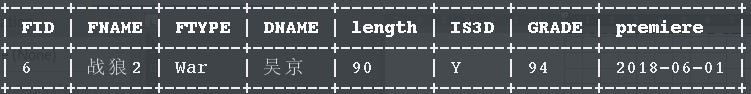 | FID | FNAME | FTYPE | DNAME | length | IS3D | GRADE | premiere |
| 6 | 战狼2 | War | 吴京 | 90 | Y | 94 | 2018-06-01 |